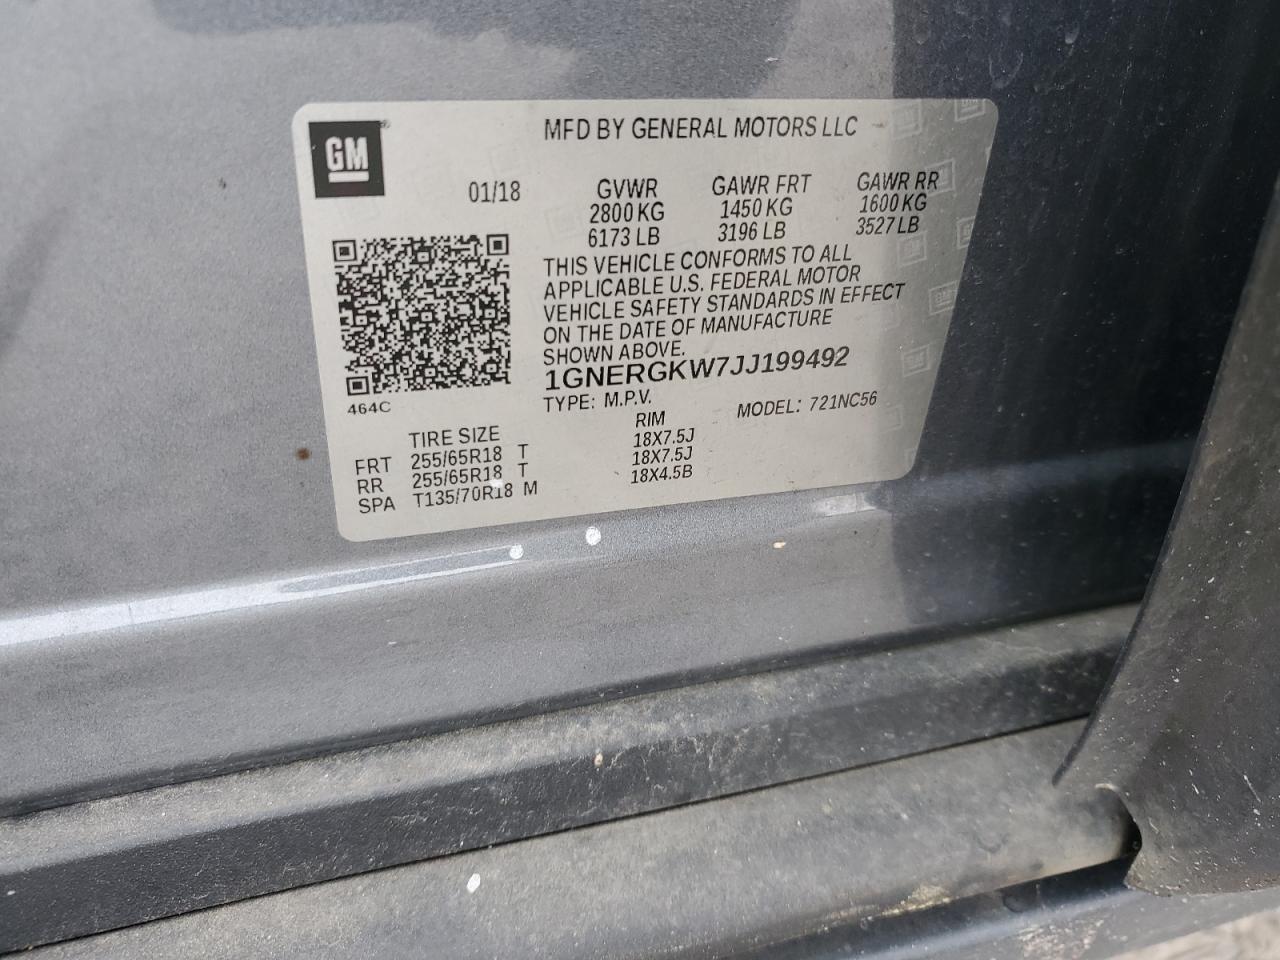 GM
MFD BY GENERAL MOTORS LLC
01/18
GVWR GAWR FRT GAWR RR
2800 KG 1450 KG 1600 KG
6173 LB 3196 LB 3527 LB
THIS VEHICLE CONFORMS TO ALL
APPLICABLE U.S. FEDERAL MOTOR
VEHICLE SAFETY STANDARDS IN EFFECT
ON THE DATE OF MANUFACTURE
SHOWN ABOVE.
1GNERGKW7JJ199492
TYPE: M.P.V. MODEL: 721NC56
464C
TIRE SIZE RIM
FRT 255/65R18 T 18X7.5J
RR 255/65R18 T 18X7.5J
SPA T135/70R18 M 18X4.5B